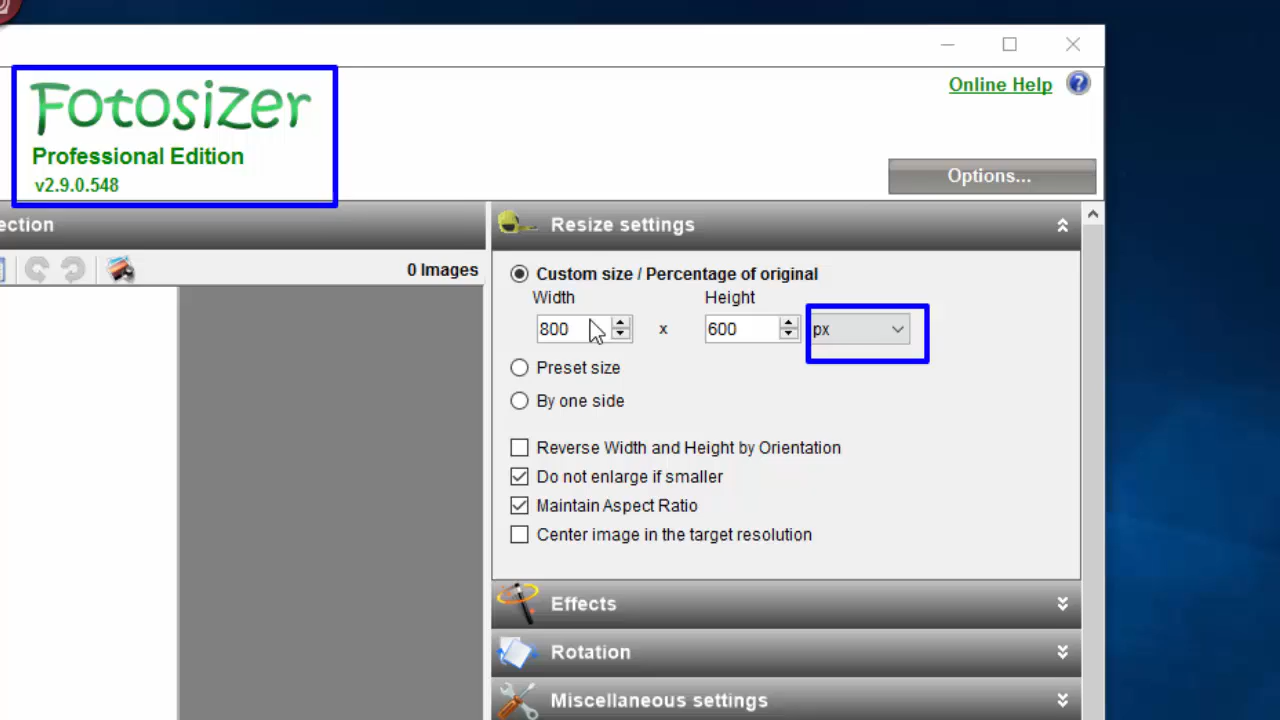 Fotosizer
Professional Edition
v2.9.0.548
Online Help
Options...
ection
0 Images
Resize settings
Custom size / Percentage of original
Width Height
800 x 600 px
Preset size
By one side
Reverse Width and Height by Orientation
Do not enlarge if smaller
Maintain Aspect Ratio
Center image in the target resolution
Effects
Rotation
Miscellaneous settings